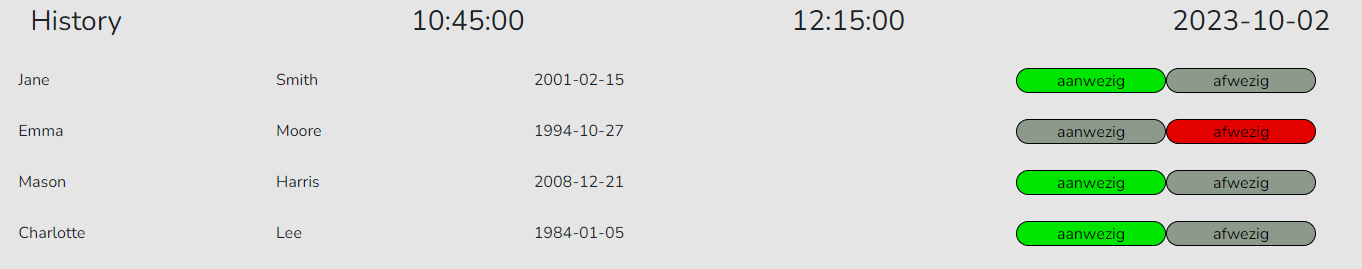 History 10:45:00 12:15:00 2023-10-02
Jane Smith 2001-02-15 aanwezig afwezig
Emma Moore 1994-10-27 aanwezig afwezig
Mason Harris 2008-12-21 aanwezig afwezig
Charlotte Lee 1984-01-05 aanwezig afwezig